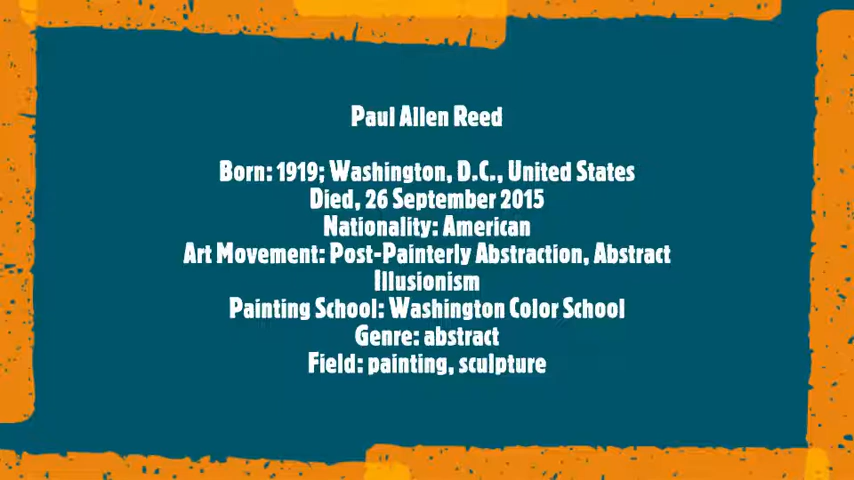 Paul Allen Reed
Born: 1919; Washington, D.C., United States
Died, 26 September 2015
Nationality: American
Art Movement: Post-Painterly Abstraction, Abstract
Illusionism
Painting School: Washington Color School
Genre: abstract
Field: painting, sculpture